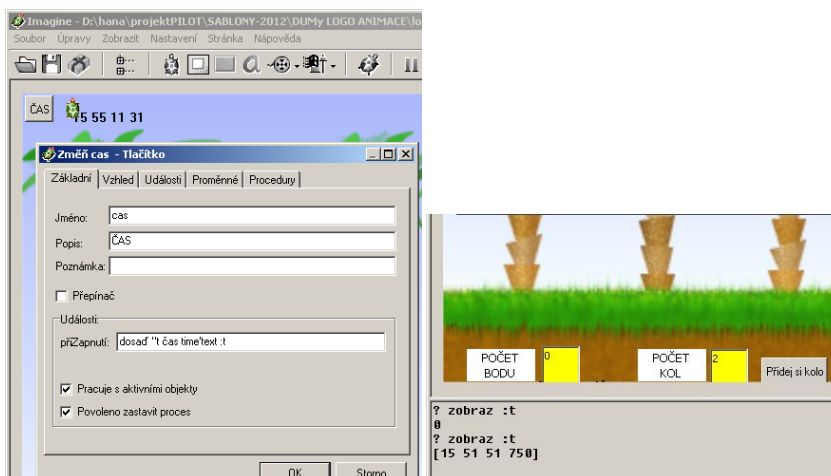 Imagine - D:\hana\projektPILOT\SABLONY-2012\DUMy LOGO ANIMACE\lo
Soubor Úpravy Zobrazit Nastavení Stránka Nápověda
ČAS
15 55 11 31
Změň cas - Tlačítko
Základní Vzhled Události Proměnné Procedury
Jméno: cas
Popis: ČAS
Poznámka:
Přepínač
Události:
přiZapnutí: dosaď "t čas time'text :t
Pracuje s aktivními objekty
Povoleno zastavit proces
OK Storno
POČET BODU
0
POČET KOL
2
Přidej si kolo
? zobraz :t
0
? zobraz :t
[15 51 51 750]